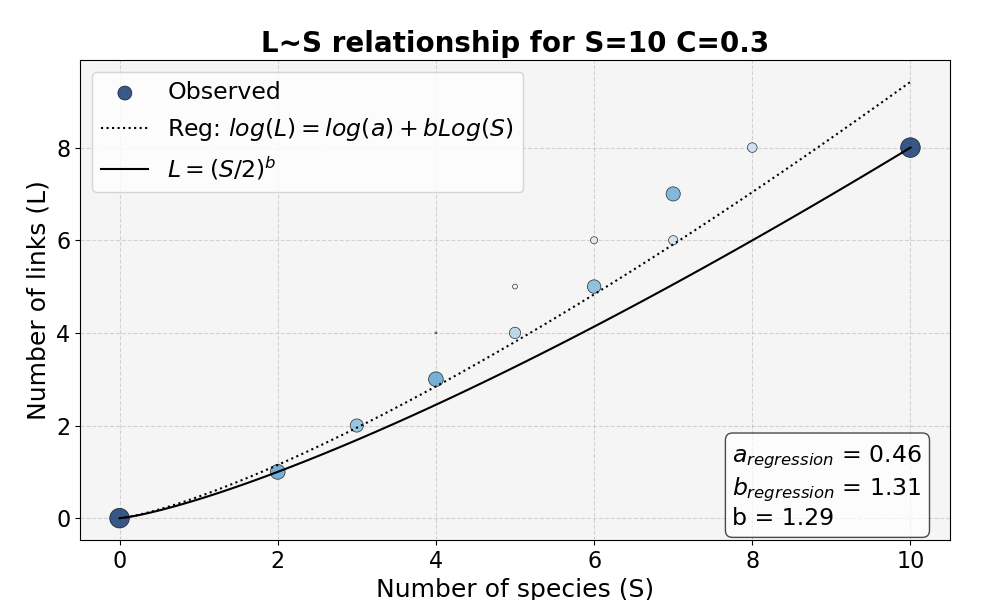 L~S relationship for S=10 C=0.3
Observed
Reg: log(L) = log(a) + bLog(S)
L = (S/2)^b
Number of links (L)
8
6
4
2
0
a_regression = 0.46
b_regression = 1.31
b = 1.29
0 2 4 6 8 10
Number of species (S)